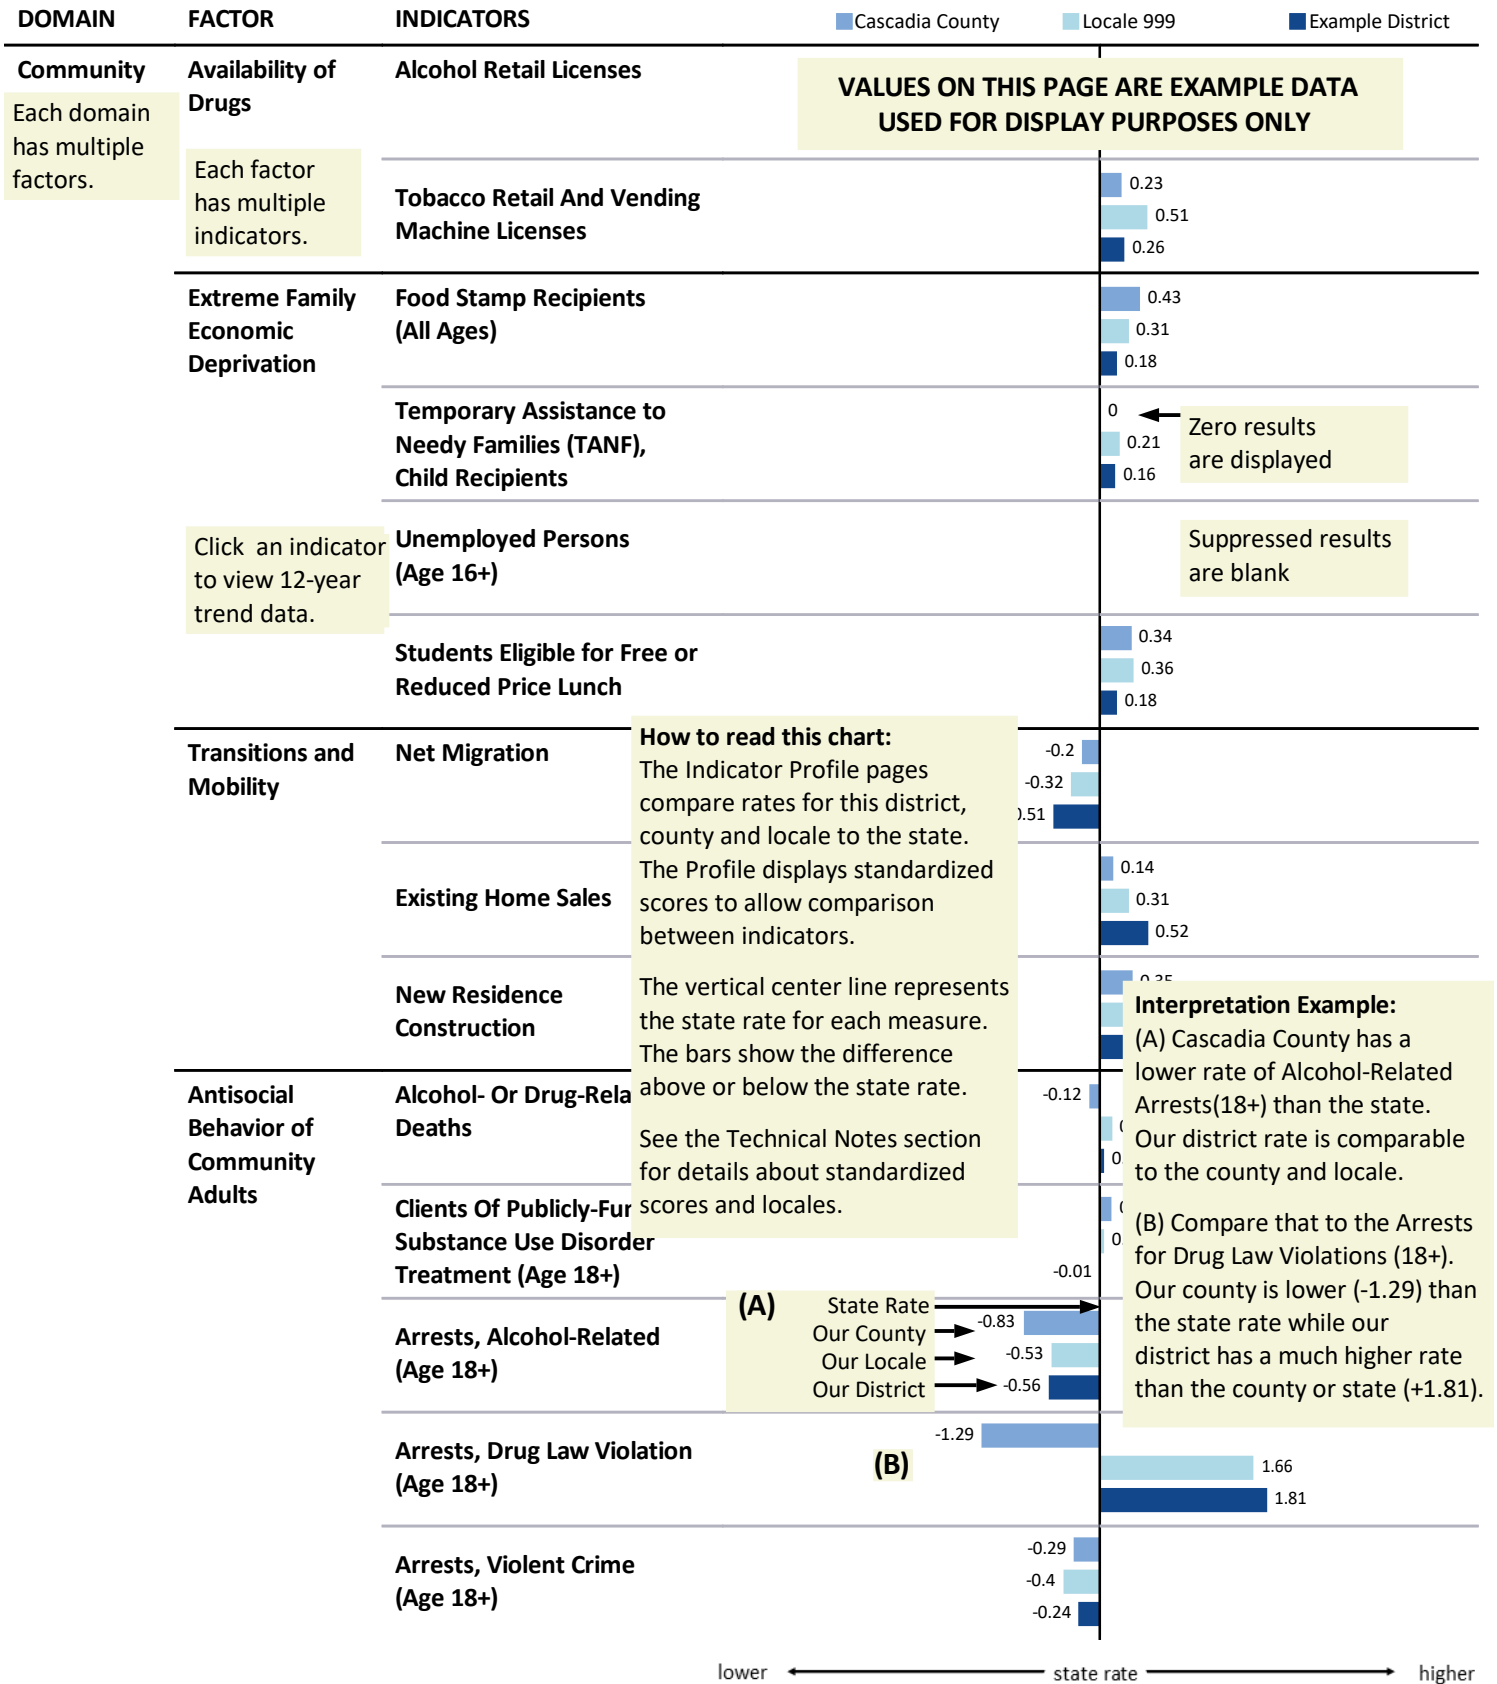 DOMAIN FACTOR INDICATORS Cascadia County Locale 999 Example District
Community
Each domain
has multiple
factors.
Availability of
Drugs
Each factor
has multiple
indicators.
Alcohol Retail Licenses
VALUES ON THIS PAGE ARE EXAMPLE DATA
USED FOR DISPLAY PURPOSES ONLY
Tobacco Retail And Vending
Machine Licenses
0.23
0.51
0.26
Extreme Family
Economic
Deprivation
Food Stamp Recipients
(All Ages)
0.43
0.31
0.18
Temporary Assistance to
Needy Families (TANF),
Child Recipients
0
0.21
0.16
Zero results
are displayed
Click an indicator
to view 12-year
trend data.
Unemployed Persons
(Age 16+)
Suppressed results
are blank
Students Eligible for Free or
Reduced Price Lunch
0.34
0.36
0.18
Transitions and
Mobility
Net Migration
-0.2
-0.32
.51
How to read this chart:
The Indicator Profile pages
compare rates for this district,
county and locale to the state.
The Profile displays standardized
scores to allow comparison
between indicators.
The vertical center line represents
the state rate for each measure.
The bars show the difference
above or below the state rate.
See the Technical Notes section
for details about standardized
scores and locales.
Existing Home Sales
0.14
0.31
0.52
New Residence
Construction
Interpretation Example:
(A) Cascadia County has a
lower rate of Alcohol-Related
Arrests(18+) than the state.
Our district rate is comparable
to the county and locale.
(B) Compare that to the Arrests
for Drug Law Violations (18+).
Our county is lower (-1.29) than
the state rate while our
district has a much higher rate
than the county or state (+1.81).
Antisocial
Behavior of
Community
Adults
Alcohol- Or Drug-Rela
Deaths
-0.12
0.
Clients Of Publicly-Fur
Substance Use Disorder
Treatment (Age 18+)
0.
-0.01
Arrests, Alcohol-Related
(Age 18+)
(A) State Rate
Our County -0.83
Our Locale -0.53
Our District -0.56
Arrests, Drug Law Violation
(Age 18+)
(B)
-1.29
1.66
1.81
Arrests, Violent Crime
(Age 18+)
-0.29
-0.4
-0.24
lower state rate higher